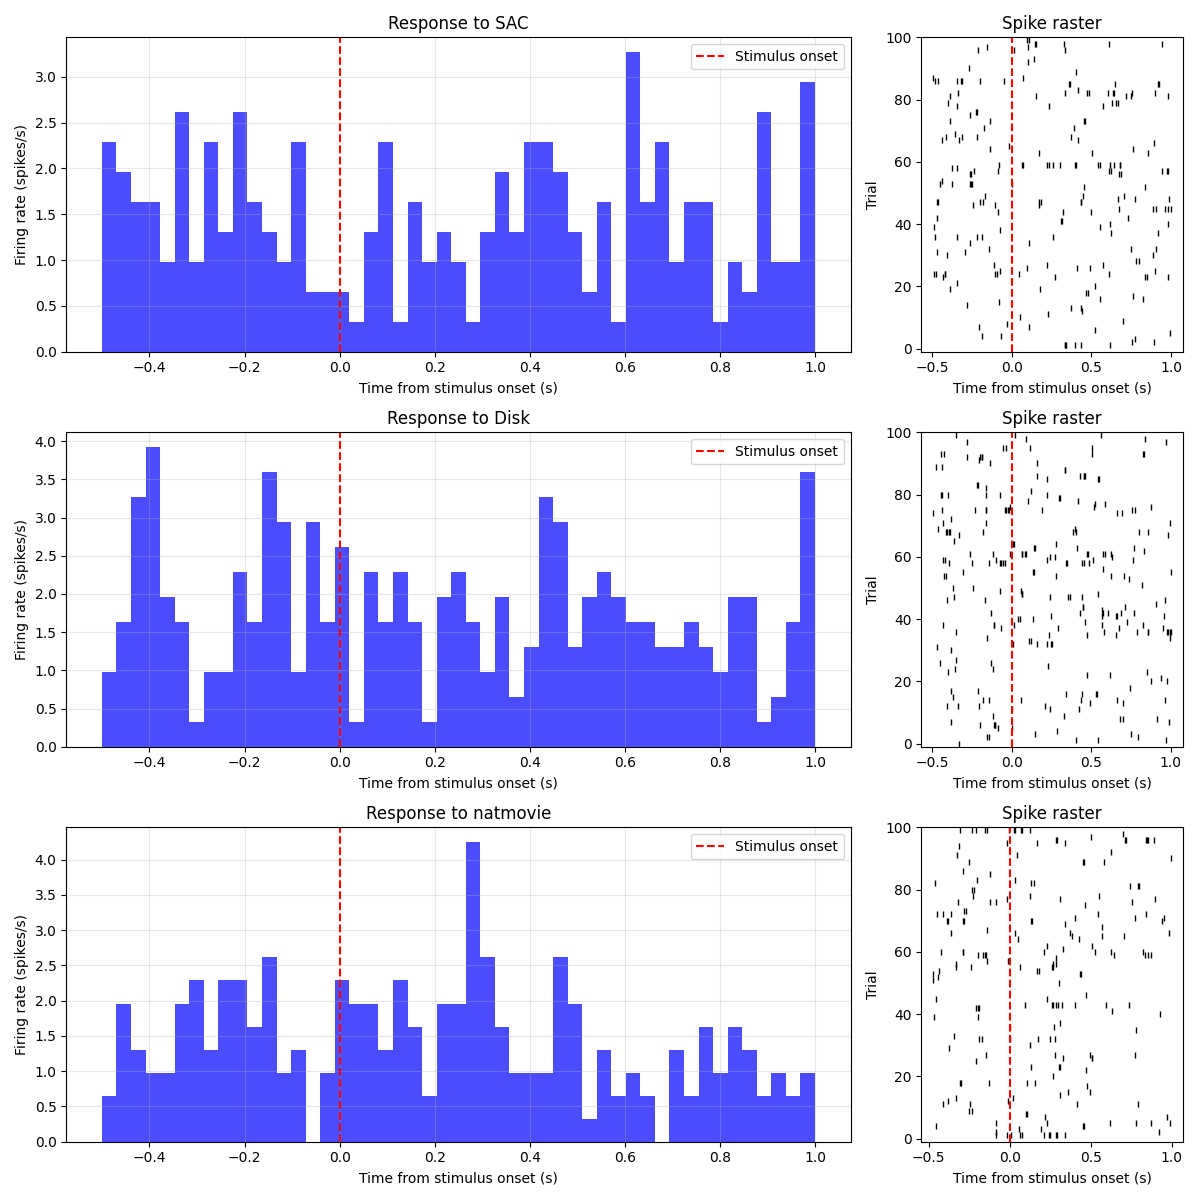 Response to SAC
Spike raster
Stimulus onset
Firing rate (spikes/s)
3.0
2.5
2.0
1.5
1.0
0.5
0.0
−0.4 −0.2 0.0 0.2 0.4 0.6 0.8 1.0
Time from stimulus onset (s)
Trial
100
80
60
40
20
0
−0.5 0.0 0.5 1.0
Time from stimulus onset (s)
Response to Disk
Spike raster
Stimulus onset
Firing rate (spikes/s)
4.0
3.5
3.0
2.5
2.0
1.5
1.0
0.5
0.0
−0.4 −0.2 0.0 0.2 0.4 0.6 0.8 1.0
Time from stimulus onset (s)
Trial
100
80
60
40
20
0
−0.5 0.0 0.5 1.0
Time from stimulus onset (s)
Response to natmovie
Spike raster
Stimulus onset
Firing rate (spikes/s)
4.0
3.5
3.0
2.5
2.0
1.5
1.0
0.5
0.0
−0.4 −0.2 0.0 0.2 0.4 0.6 0.8 1.0
Time from stimulus onset (s)
Trial
100
80
60
40
20
0
−0.5 0.0 0.5 1.0
Time from stimulus onset (s)